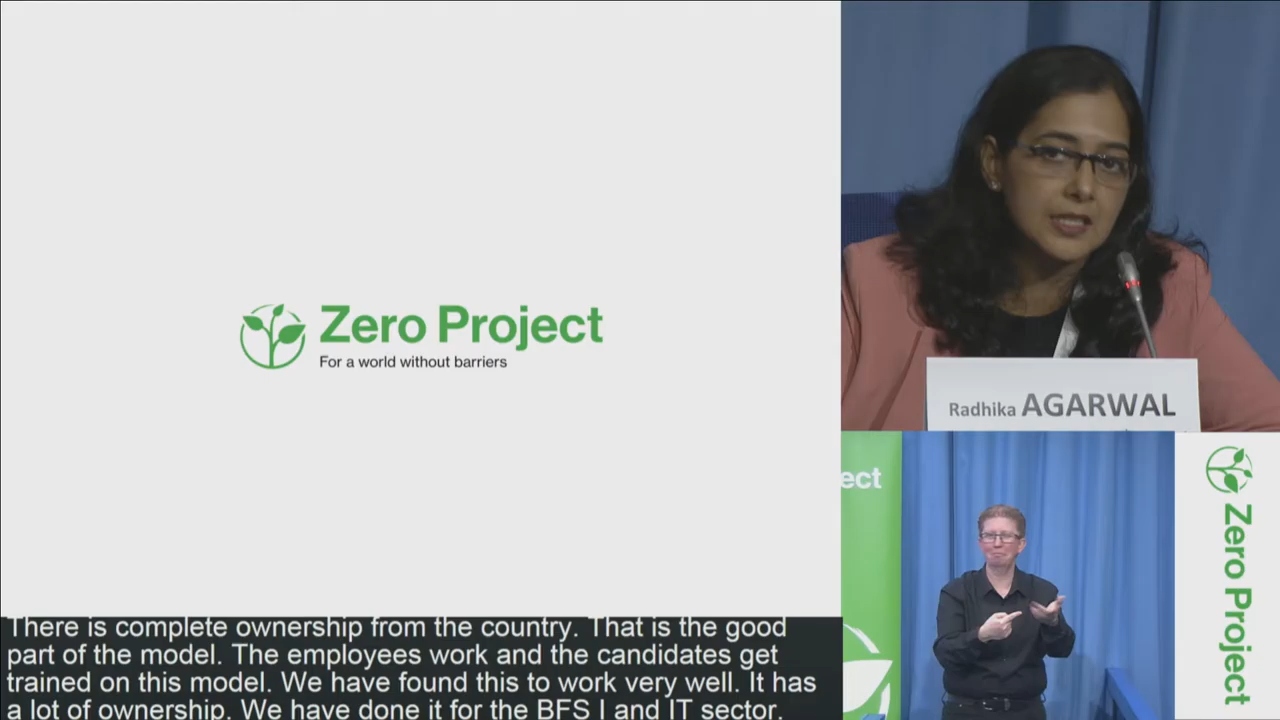 Zero Project
For a world without barriers
Radhika AGARWAL
ect
Zero Project
There is complete ownership from the country. That is the good
part of the model. The employees work and the candidates get
trained on this model. We have found this to work very well. It has
a lot of ownership. We have done it for the BFS I and IT sector.